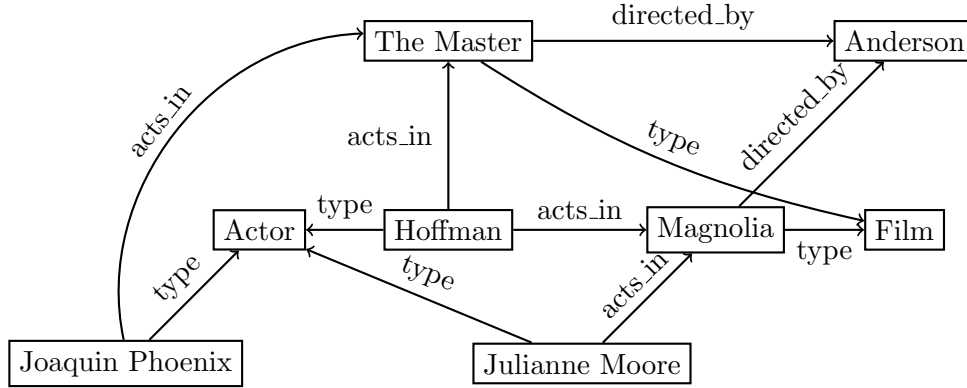 directed_by
The Master
Anderson
acts_in
acts_in
type
directed_by
type
acts_in
Actor
Hoffman
Magnolia
Film
type
type
acts_in
type
Joaquin Phoenix
Julianne Moore